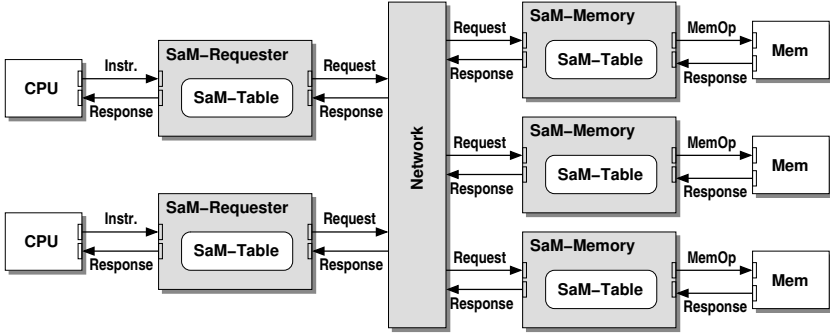 CPU
Instr.
Response
SaM−Requester
SaM−Table
Request
Response
CPU
Instr.
Response
SaM−Requester
SaM−Table
Request
Response
Network
Request
Response
SaM−Memory
SaM−Table
MemOp
Response
Mem
Request
Response
SaM−Memory
SaM−Table
MemOp
Response
Mem
Request
Response
SaM−Memory
SaM−Table
MemOp
Response
Mem